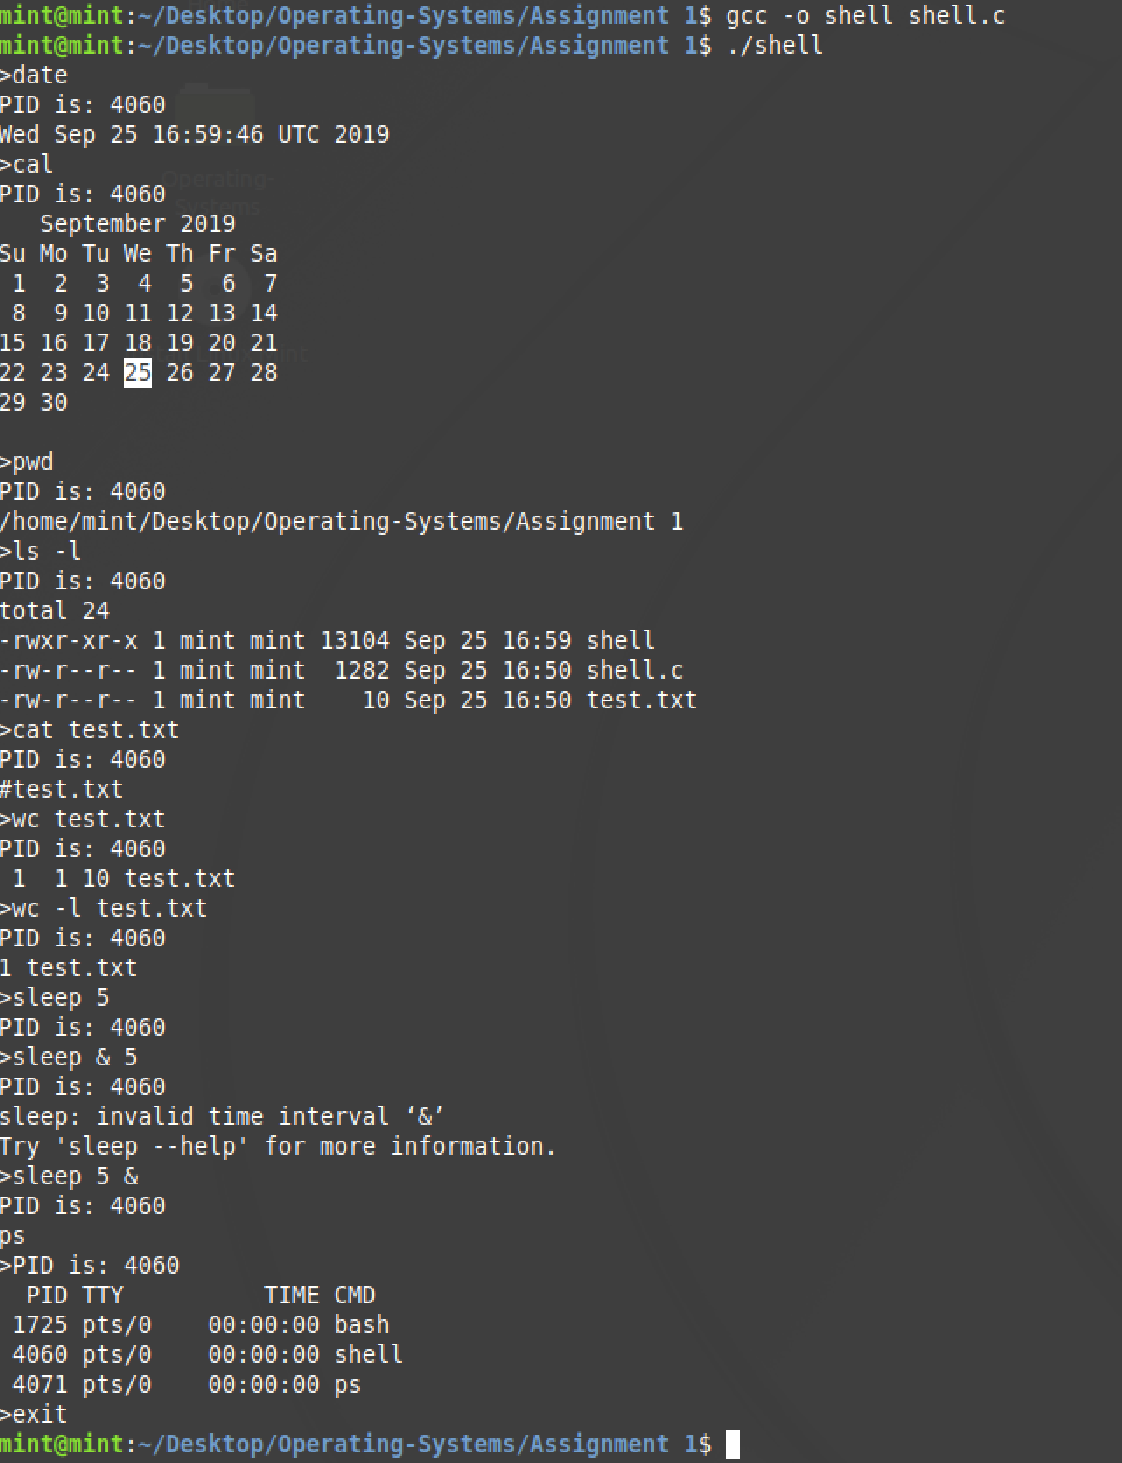 mint@mint:~/Desktop/Operating-Systems/Assignment 1$ gcc -o shell shell.c
mint@mint:~/Desktop/Operating-Systems/Assignment 1$ ./shell
>date
PID is: 4060
Wed Sep 25 16:59:46 UTC 2019
>cal
PID is: 4060
   September 2019
Su Mo Tu We Th Fr Sa
 1  2  3  4  5  6  7
 8  9 10 11 12 13 14
15 16 17 18 19 20 21
22 23 24 25 26 27 28
29 30
>pwd
PID is: 4060
/home/mint/Desktop/Operating-Systems/Assignment 1
>ls -l
PID is: 4060
total 24
-rwxr-xr-x 1 mint mint 13104 Sep 25 16:59 shell
-rw-r--r-- 1 mint mint  1282 Sep 25 16:50 shell.c
-rw-r--r-- 1 mint mint    10 Sep 25 16:50 test.txt
>cat test.txt
PID is: 4060
#test.txt
>wc test.txt
PID is: 4060
 1  1 10 test.txt
>wc -l test.txt
PID is: 4060
1 test.txt
>sleep 5
PID is: 4060
>sleep & 5
PID is: 4060
sleep: invalid time interval ‘&’
Try 'sleep --help' for more information.
>sleep 5 &
PID is: 4060
ps
>PID is: 4060
  PID TTY          TIME CMD
 1725 pts/0    00:00:00 bash
 4060 pts/0    00:00:00 shell
 4071 pts/0    00:00:00 ps
>exit
mint@mint:~/Desktop/Operating-Systems/Assignment 1$
Operating-
Systems